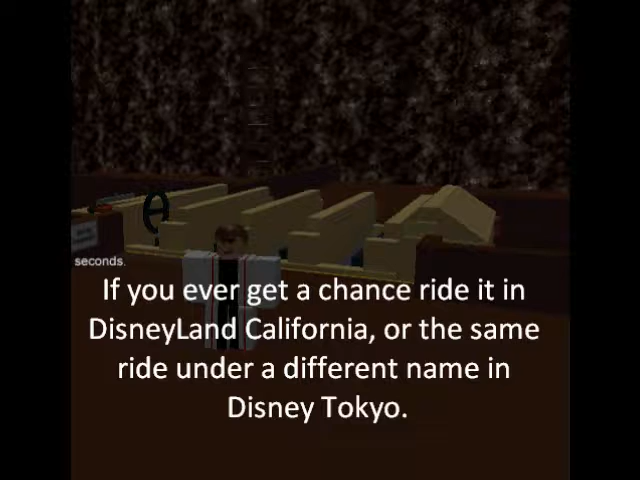 seconds.
If you ever get a chance ride it in
DisneyLand California, or the same
ride under a different name in
Disney Tokyo.